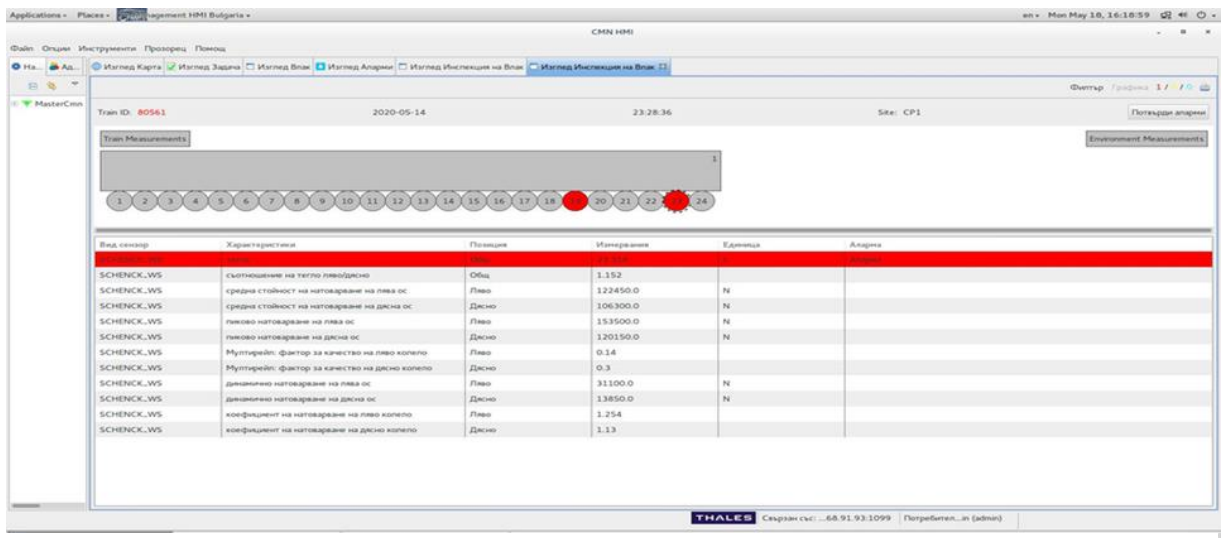 Applications Places nagement HMI Bulgaria en Mon May 18, 16:18:59
CMN HMI
Файл Опции Инструменти Прозорец Помощ
На... Ад... Изглед Карта Изглед Задача Изглед Влак Изглед Аларми Изглед Инспекция на Влак Изглед Инспекция на Влак
MasterCmn
Филтър Графика 1 / / 0
Train ID: 80561 2020-05-14 23:28:36 Site: CP1 Потвърди аларми
Train Measurements Environment Measurements
1
1 2 3 4 5 6 7 8 9 10 11 12 13 14 15 16 17 18 19 20 21 22 23 24
Вид сензор Характеристики Позиция Измервания Единица Аларма
SCHENCK_WS Общ Аларма
SCHENCK_WS съотношение на тегло ляво/дясно Общ 1.152
SCHENCK_WS средна стойност на натоварване на лява ос Ляво 122450.0 N
SCHENCK_WS средна стойност на натоварване на дясна ос Дясно 106300.0 N
SCHENCK_WS пиково натоварване на лява ос Ляво 153500.0 N
SCHENCK_WS пиково натоварване на дясна ос Дясно 120150.0 N
SCHENCK_WS Мултирейл: фактор за качество на ляво колело Ляво 0.14
SCHENCK_WS Мултирейл: фактор за качество на дясно колело Дясно 0.3
SCHENCK_WS динамично натоварване на лява ос Ляво 31100.0 N
SCHENCK_WS динамично натоварване на дясна ос Дясно 13850.0 N
SCHENCK_WS коефициент на натоварване на ляво колело Ляво 1.254
SCHENCK_WS коефициент на натоварване на дясно колело Дясно 1.13
THALES Свързан със: ...68.91.93:1099 Потребител...in (admin)